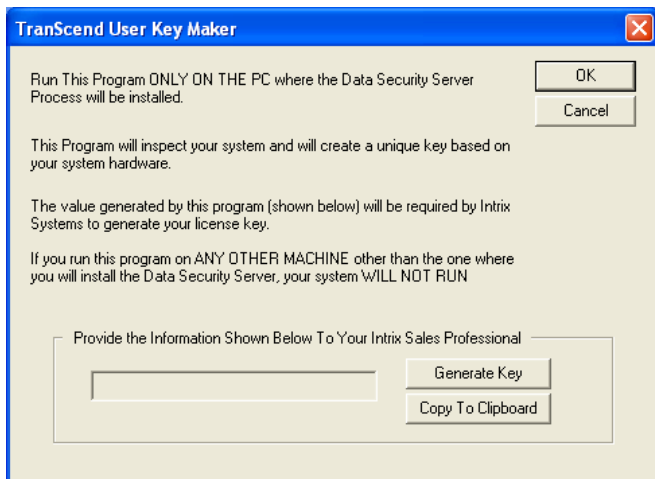 TranScend User Key Maker
Run This Program ONLY ON THE PC where the Data Security Server
Process will be installed.
OK
Cancel
This Program will inspect your system and will create a unique key based on
your system hardware.
The value generated by this program (shown below) will be required by Intrix
Systems to generate your license key.
If you run this program on ANY OTHER MACHINE other than the one where
you will install the Data Security Server, your system WILL NOT RUN
Provide the Information Shown Below To Your Intrix Sales Professional
Generate Key
Copy To Clipboard